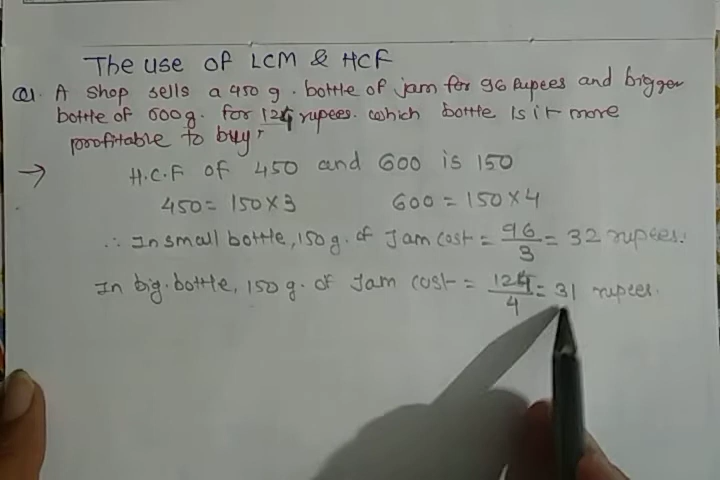 The use of LCM & HCF
Q1. A shop sells a 450 g. bottle of jam for 96 Rupees and bigger
bottle of 600g. for 124 rupees. which bottle Is it more
profitable to buy?
→ H.C.F of 450 and 600 is 150
450 = 150×3 600 = 150×4
∴ In small bottle, 150 g. of Jam cost = 96/3 = 32 rupees.
In big. bottle, 150 g. of Jam cost = 124/4 = 31 rupees.